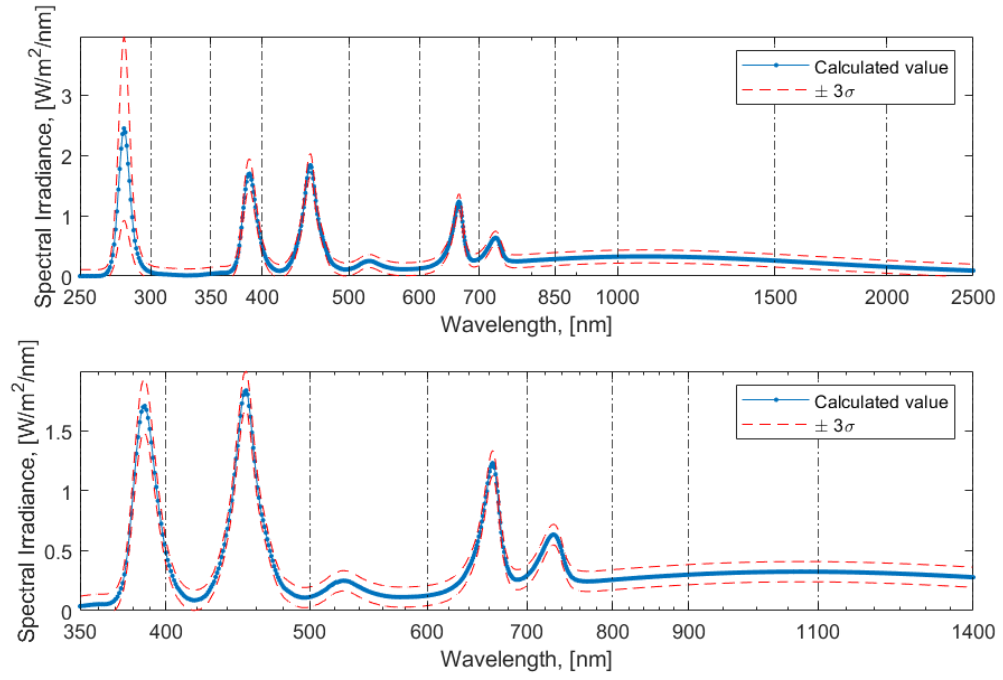 Spectral Irradiance, [W/m²/nm]
3
2
1
0
Calculated value
± 3σ
250 300 350 400 500 600 700 850 1000 1500 2000 2500
Wavelength, [nm]
Spectral Irradiance, [W/m²/nm]
1.5
1
0.5
0
Calculated value
± 3σ
350 400 500 600 700 800 900 1100 1400
Wavelength, [nm]